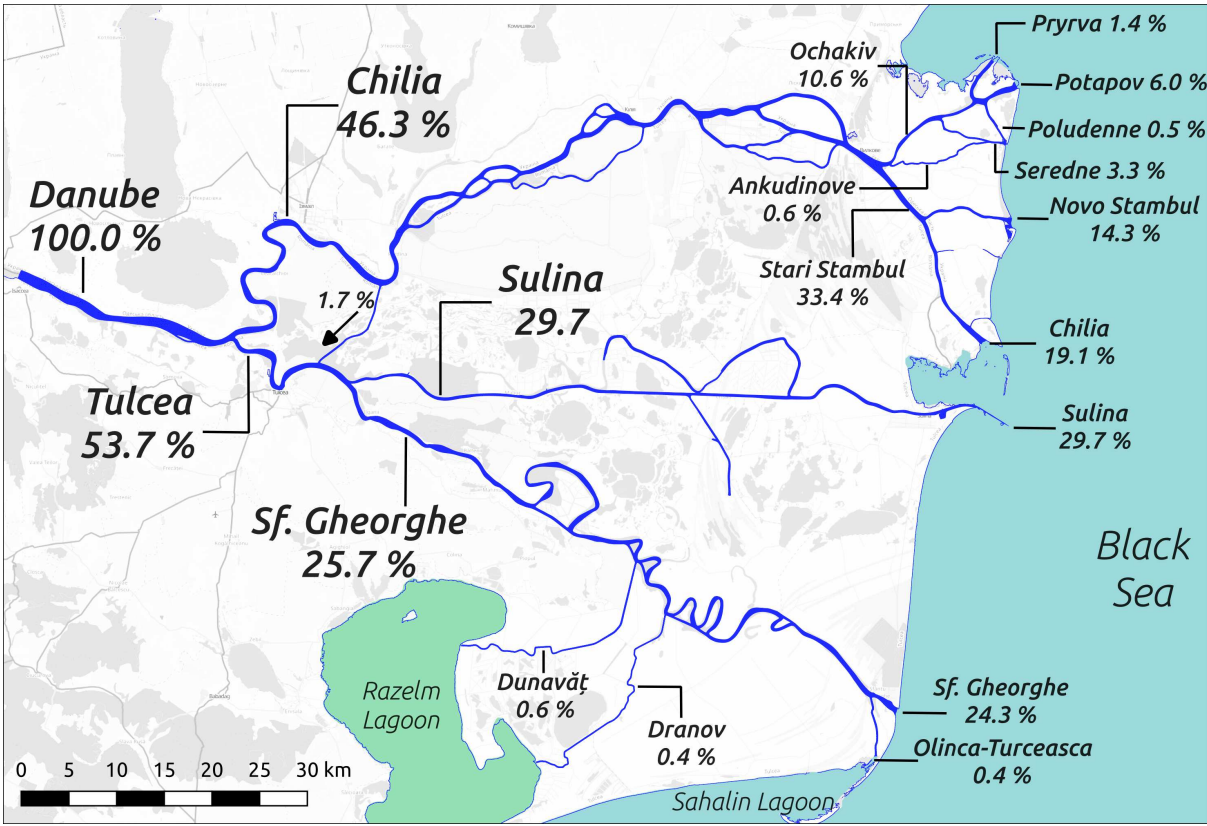 Pryrva 1.4 %
Ochakiv
10.6 %
Potapov 6.0 %
Chilia
46.3 %
Poludenne 0.5 %
Seredne 3.3 %
Ankudinove
0.6 %
Danube
100.0 %
Novo Stambul
14.3 %
Stari Stambul
33.4 %
Sulina
29.7
1.7 %
Chilia
19.1 %
Tulcea
53.7 %
Tulcea
Sulina
29.7 %
Sf. Gheorghe
25.7 %
Black
Sea
Razelm
Lagoon
Dunavăț
0.6 %
Dranov
0.4 %
Sf. Gheorghe
24.3 %
Olinca-Turceasca
0.4 %
Babadag
0 5 10 15 20 25 30 km
Sahalin Lagoon